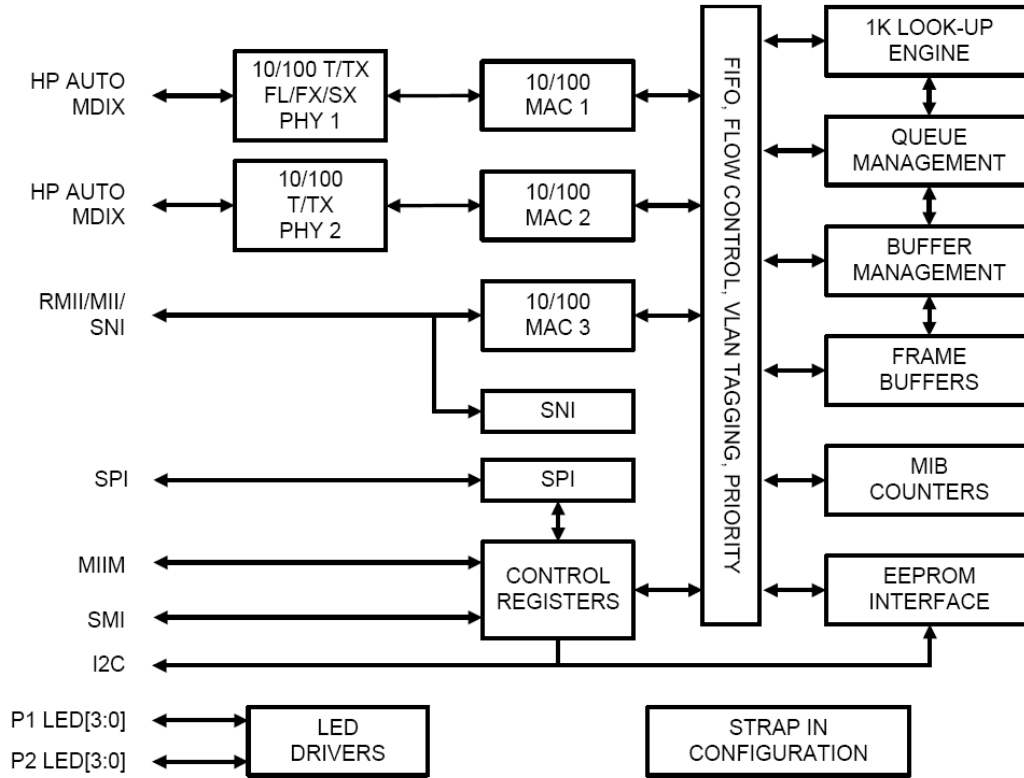 HP AUTO
MDIX
10/100 T/TX
FL/FX/SX
PHY 1
10/100
MAC 1
HP AUTO
MDIX
10/100
T/TX
PHY 2
10/100
MAC 2
RMII/MII/
SNI
10/100
MAC 3
SNI
SPI
SPI
MIIM
SMI
I2C
CONTROL
REGISTERS
FIFO, FLOW CONTROL, VLAN TAGGING, PRIORITY
1K LOOK-UP
ENGINE
QUEUE
MANAGEMENT
BUFFER
MANAGEMENT
FRAME
BUFFERS
MIB
COUNTERS
EEPROM
INTERFACE
P1 LED[3:0]
P2 LED[3:0]
LED
DRIVERS
STRAP IN
CONFIGURATION